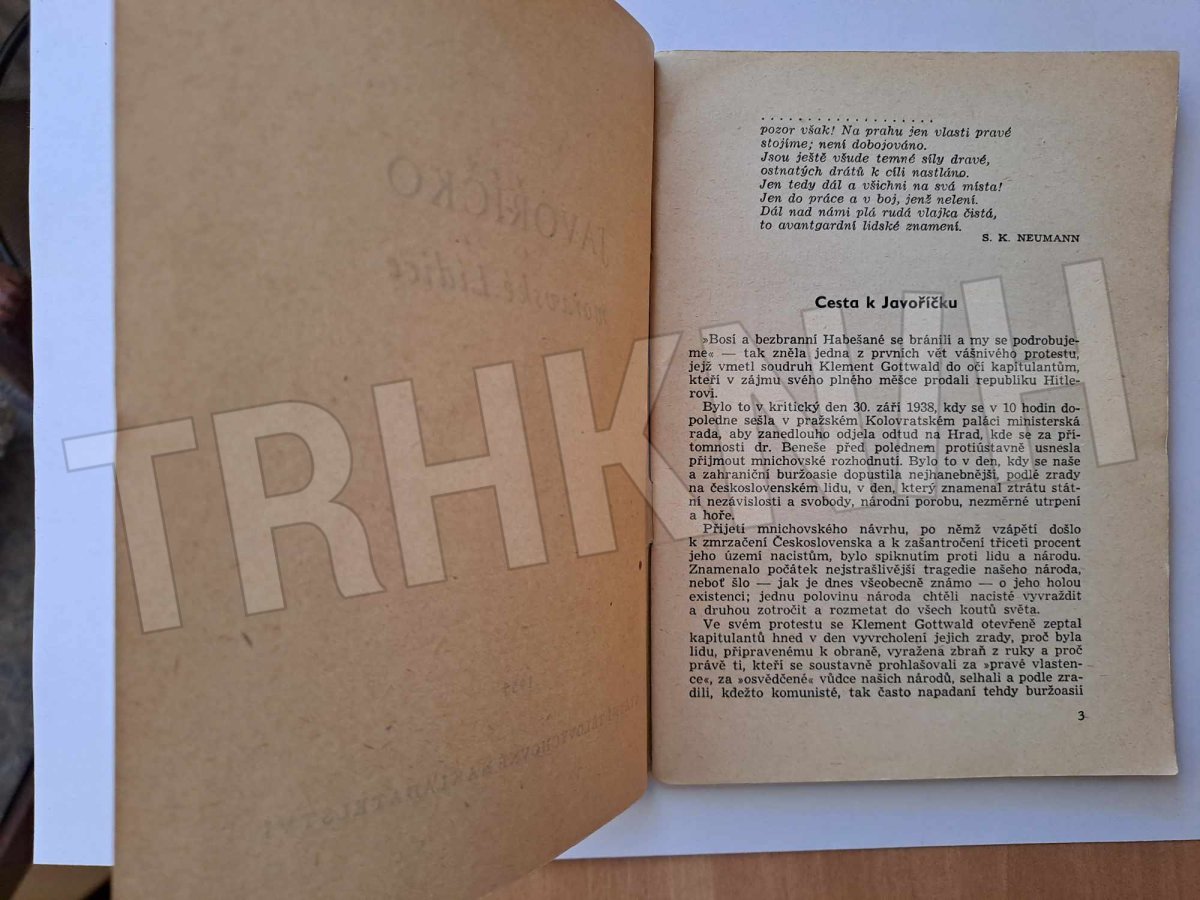 JAVOŘÍČKO
moravské Lidice
1954
TĚLOVÝCHOVNÉ NAKLADATELSTVÍ
...................
pozor však! Na prahu jen vlasti pravé
stojíme; není dobojováno.
Jsou ještě všude temné síly dravé,
ostnatých drátů k cíli nastláno.
Jen tedy dál a všichni na svá místa!
Jen do práce a v boj, jenž nelení.
Dál nad námi plá rudá vlajka čistá,
to avantgardní lidské znamení.
S. K. NEUMANN
Cesta k Javoříčku
»Bosí a bezbranní Habešané se bránili a my se podrobuje-
me« — tak zněla jedna z prvních vět vášnivého protestu,
jejž vmetl soudruh Klement Gottwald do očí kapitulantům,
kteří v zájmu svého plného měšce prodali republiku Hitle-
rovi.
Bylo to v kritický den 30. září 1938, kdy se v 10 hodin do-
poledne sešla v pražském Kolovratském paláci ministerská
rada, aby zanedlouho odjela odtud na Hrad, kde se za pří-
tomnosti dr. Beneše před polednem protiústavně usnesla
přijmout mnichovské rozhodnutí. Bylo to v den, kdy se naše
a zahraniční buržoasie dopustila nejhanebnější, podlé zrady
na československém lidu, v den, který znamenal ztrátu stát-
ní nezávislosti a svobody, národní porobu, nezměrné utrpení
a hoře.
Přijetí mnichovského návrhu, po němž vzápětí došlo
k zmrzačení Československa a k zašantročení třiceti procent
jeho území nacistům, bylo spiknutím proti lidu a národu.
Znamenalo počátek nejstrašlivější tragedie našeho národa,
neboť šlo — jak je dnes všeobecně známo — o jeho holou
existenci; jednu polovinu národa chtěli nacisté vyvraždit
a druhou zotročit a rozmetat do všech koutů světa.
Ve svém protestu se Klement Gottwald otevřeně zeptal
kapitulantů hned v den vyvrcholení jejich zrady, proč byla
lidu, připravenému k obraně, vyražena zbraň z ruky a proč
právě ti, kteří se soustavně prohlašovali za »pravé vlasten-
ce«, za »osvědčené« vůdce našich národů, selhali a podle zra-
dili, kdežto komunisté, tak často napadaní tehdy buržoasií
3
TRHKNIH